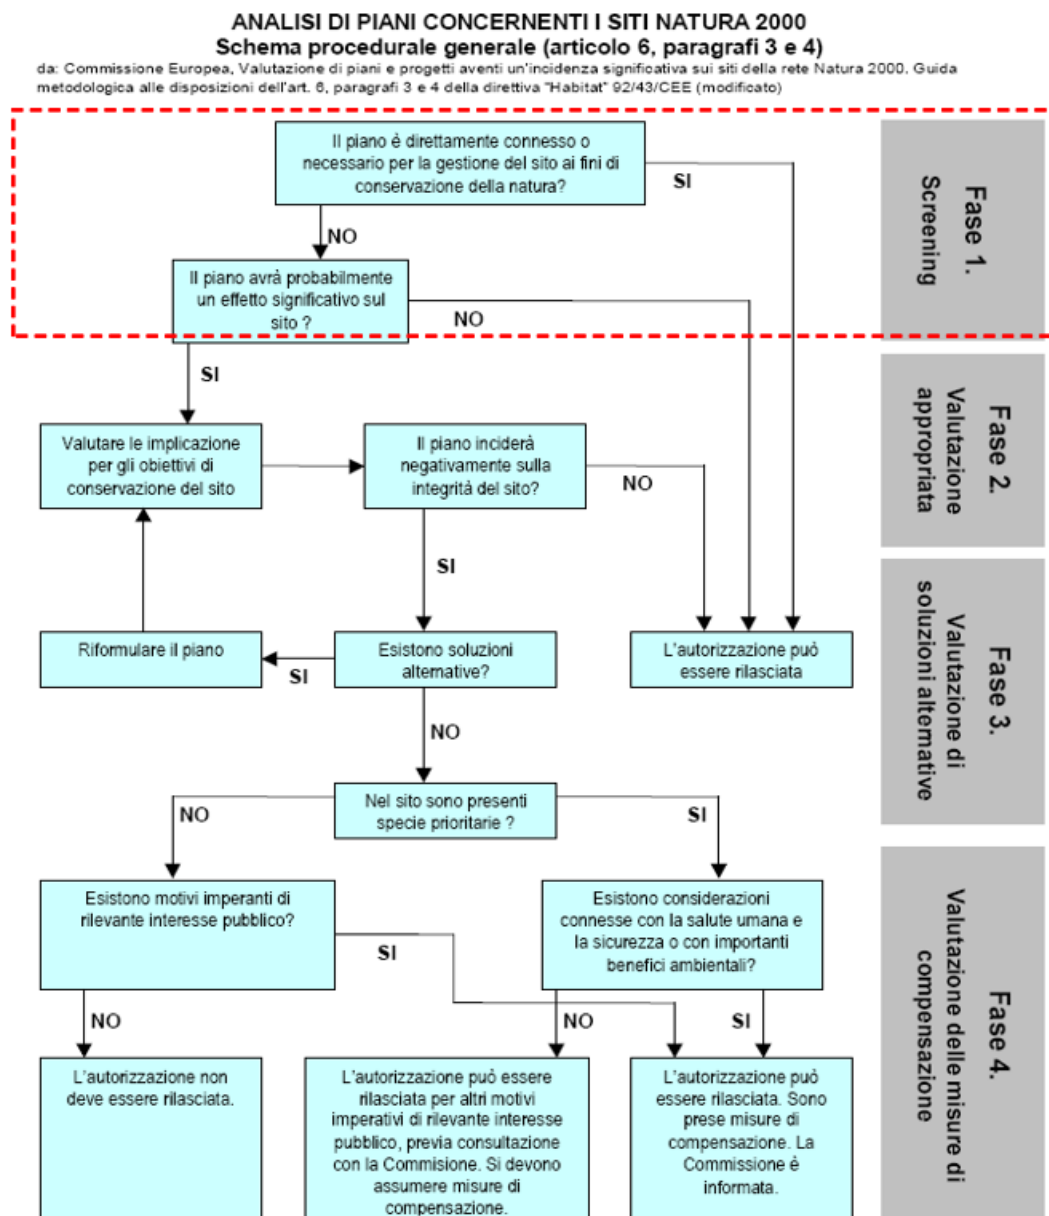 ANALISI DI PIANI CONCERNENTI I SITI NATURA 2000
Schema procedurale generale (articolo 6, paragrafi 3 e 4)
da: Commissione Europea, Valutazione di piani e progetti aventi un'incidenza significativa sui siti della rete Natura 2000. Guida
metodologica alle disposizioni dell'art. 6, paragrafi 3 e 4 della direttiva "Habitat" 92/43/CEE (modificato)
Il piano é direttamente connesso o
necessario per la gestione del sito ai fini di
conservazione della natura?
SI
Fase 1.
Screening
NO
Il piano avrà probabilmente
un effetto significativo sul
sito ?
NO
SI
Fase 2.
Valutazione
appropriata
Valutare le implicazione
per gli obiettivi di
conservazione del sito
Il piano inciderà
negativamente sulla
integrità del sito?
NO
SI
Fase 3.
Valutazione di
soluzioni alternative
Riformulare il piano
SI
Esistono soluzioni
alternative?
L'autorizzazione può
essere rilasciata
NO
Nel sito sono presenti
specie prioritarie ?
NO
SI
Fase 4.
Valutazione delle misure di
compensazione
Esistono motivi imperanti di
rilevante interesse pubblico?
SI
Esistono considerazioni
connesse con la salute umana e
la sicurezza o con importanti
benefici ambientali?
NO
NO
SI
L'autorizzazione non
deve essere rilasciata.
L'autorizzazione può essere
rilasciata per altri motivi
imperativi di rilevante interesse
pubblico, previa consultazione
con la Commisione. Si devono
assumere misure di
compensazione.
L'autorizzazione può
essere rilasciata. Sono
prese misure di
compensazione. La
Commissione é
informata.